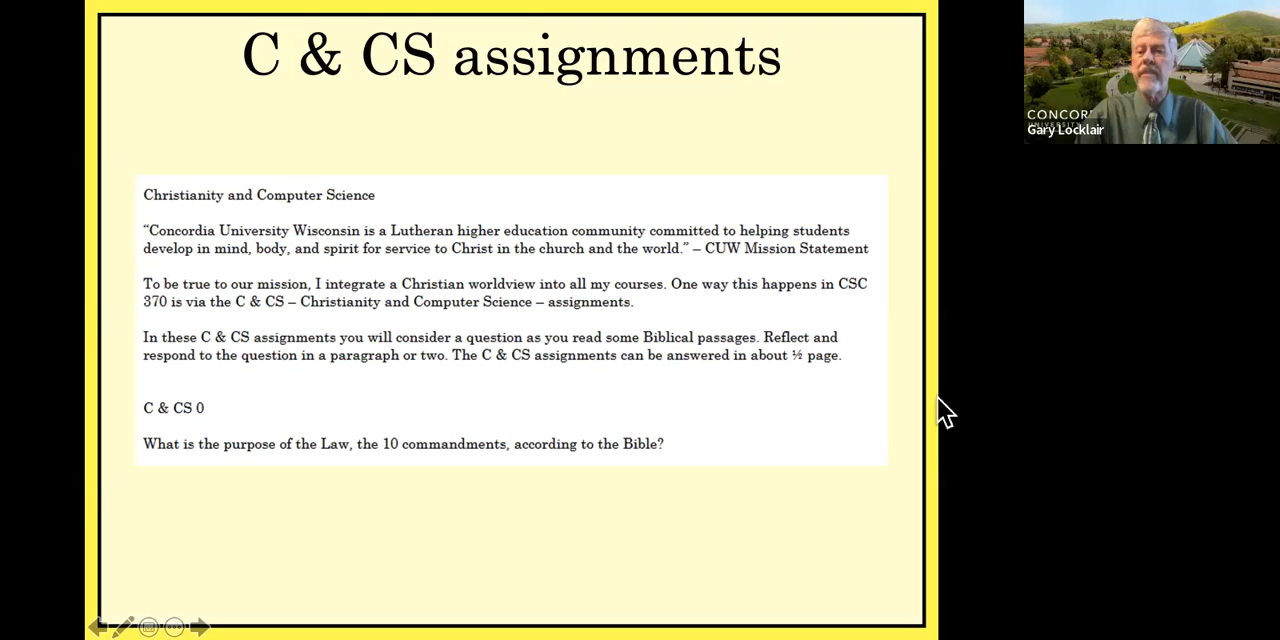 C & CS assignments
Christianity and Computer Science
“Concordia University Wisconsin is a Lutheran higher education community committed to helping students
develop in mind, body, and spirit for service to Christ in the church and the world.” – CUW Mission Statement
To be true to our mission, I integrate a Christian worldview into all my courses. One way this happens in CSC
370 is via the C & CS – Christianity and Computer Science – assignments.
In these C & CS assignments you will consider a question as you read some Biblical passages. Reflect and
respond to the question in a paragraph or two. The C & CS assignments can be answered in about ½ page.
C & CS 0
What is the purpose of the Law, the 10 commandments, according to the Bible?
CONCOR
Gary Locklair